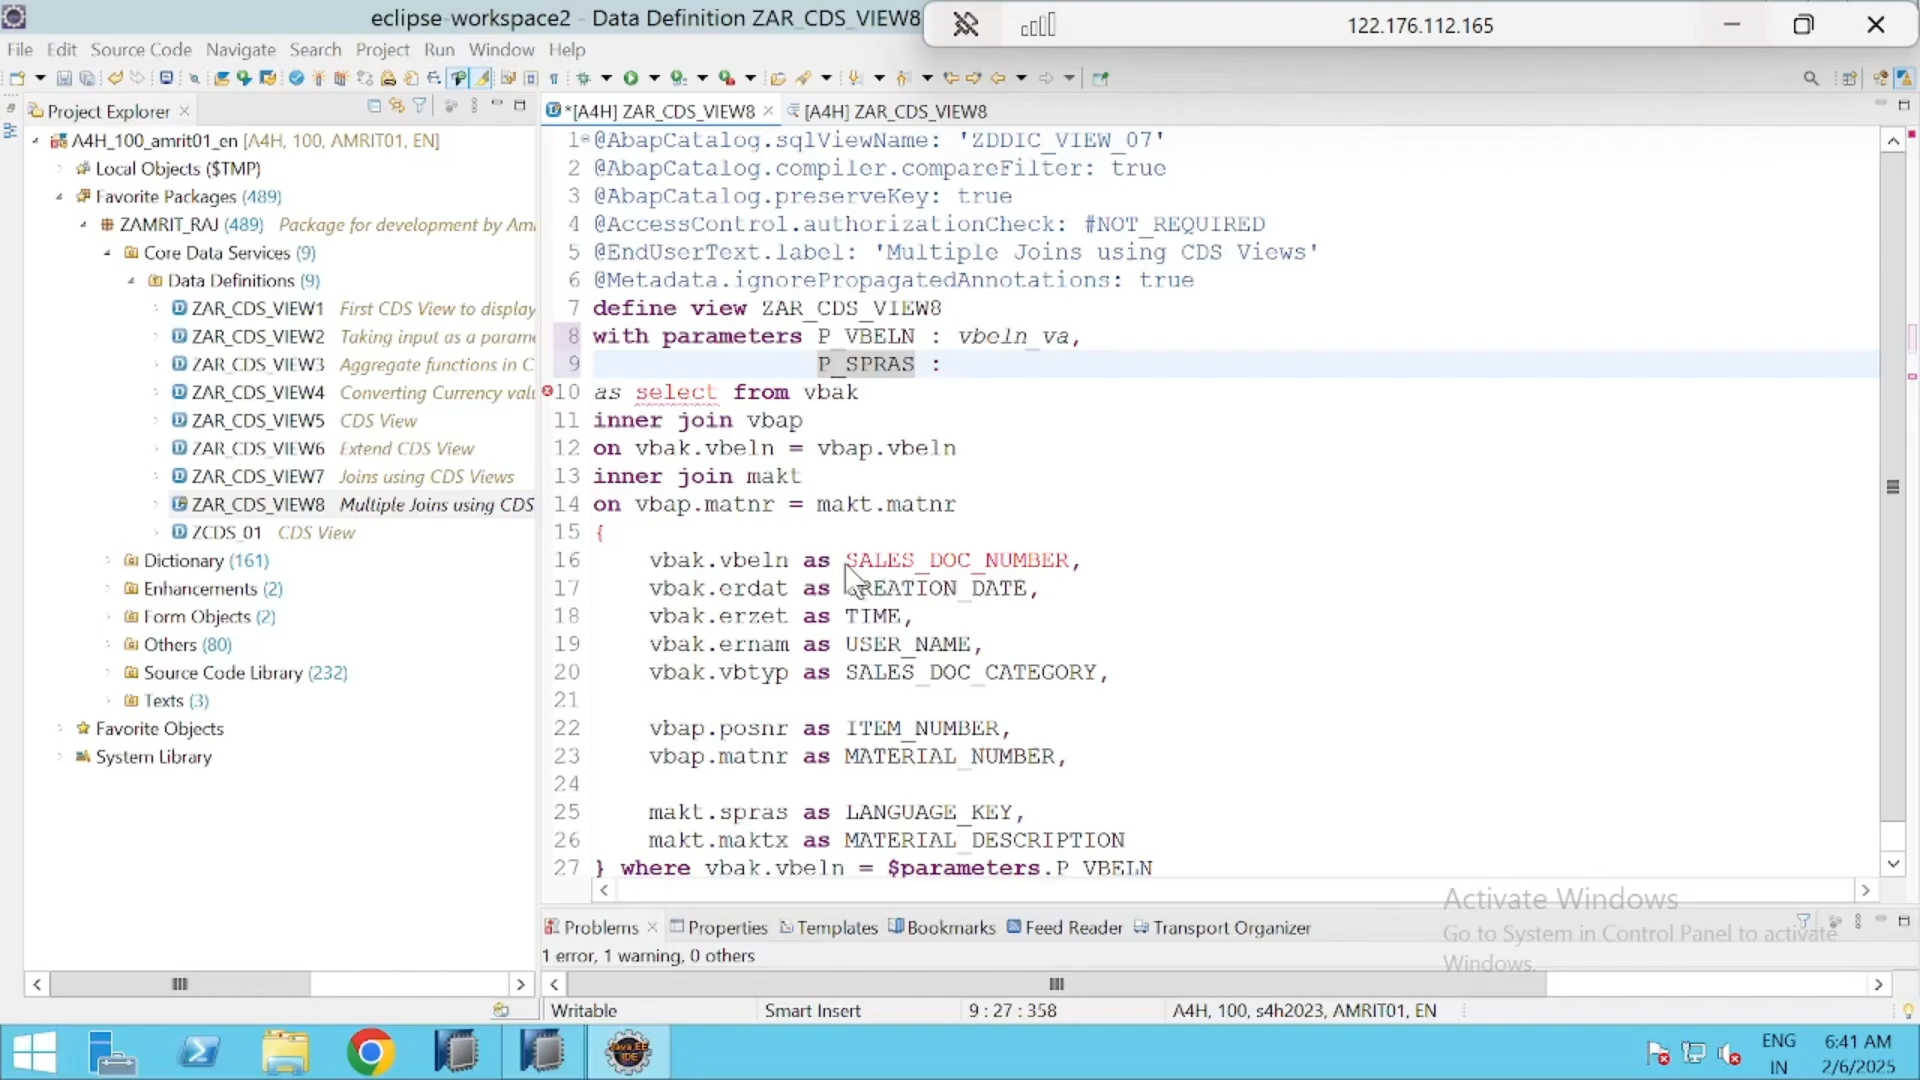 eclipse-workspace2 - Data Definition ZAR_CDS_VIEW8
122.176.112.165
File Edit Source Code Navigate Search Project Run Window Help
Project Explorer
*[A4H] ZAR_CDS_VIEW8
[A4H] ZAR_CDS_VIEW8
A4H_100_amrit01_en [A4H, 100, AMRIT01, EN]
Local Objects ($TMP)
Favorite Packages (489)
ZAMRIT_RAJ (489) Package for development by Am
Core Data Services (9)
Data Definitions (9)
ZAR_CDS_VIEW1 First CDS View to display
ZAR_CDS_VIEW2 Taking input as a param
ZAR_CDS_VIEW3 Aggregate functions in C
ZAR_CDS_VIEW4 Converting Currency val
ZAR_CDS_VIEW5 CDS View
ZAR_CDS_VIEW6 Extend CDS View
ZAR_CDS_VIEW7 Joins using CDS Views
ZAR_CDS_VIEW8 Multiple Joins using CDS
ZCDS_01 CDS View
Dictionary (161)
Enhancements (2)
Form Objects (2)
Others (80)
Source Code Library (232)
Texts (3)
Favorite Objects
System Library
1 @AbapCatalog.sqlViewName: 'ZDDIC_VIEW_07'
2 @AbapCatalog.compiler.compareFilter: true
3 @AbapCatalog.preserveKey: true
4 @AccessControl.authorizationCheck: #NOT_REQUIRED
5 @EndUserText.label: 'Multiple Joins using CDS Views'
6 @Metadata.ignorePropagatedAnnotations: true
7 define view ZAR_CDS_VIEW8
8 with parameters P_VBELN : vbeln_va,
9 P_SPRAS :
10 as select from vbak
11 inner join vbap
12 on vbak.vbeln = vbap.vbeln
13 inner join makt
14 on vbap.matnr = makt.matnr
15 {
16 vbak.vbeln as SALES_DOC_NUMBER,
17 vbak.erdat as CREATION_DATE,
18 vbak.erzet as TIME,
19 vbak.ernam as USER_NAME,
20 vbak.vbtyp as SALES_DOC_CATEGORY,
21
22 vbap.posnr as ITEM_NUMBER,
23 vbap.matnr as MATERIAL_NUMBER,
24
25 makt.spras as LANGUAGE_KEY,
26 makt.maktx as MATERIAL_DESCRIPTION
27 } where vbak.vbeln = $parameters.P_VBELN
Problems Properties Templates Bookmarks Feed Reader Transport Organizer
1 error, 1 warning, 0 others
Activate Windows
Go to System in Control Panel to activate
Windows.
Writable Smart Insert 9 : 27 : 358 A4H, 100, s4h2023, AMRIT01, EN
Java EE
IDE
ENG
IN
6:41 AM
2/6/2025